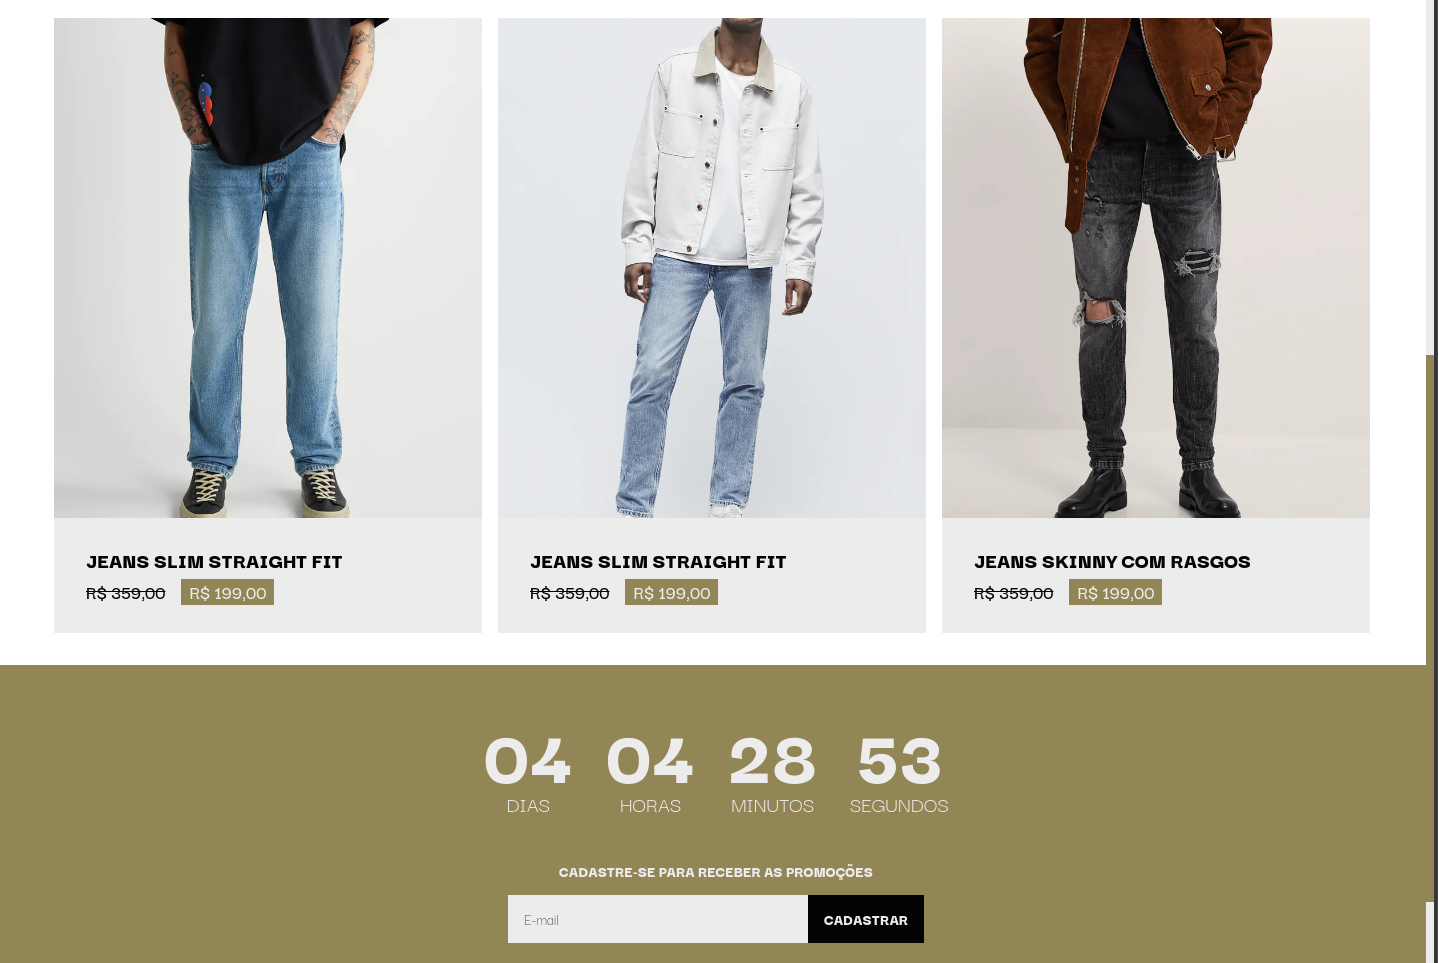 JEANS SLIM STRAIGHT FIT
R$ 359,00 R$ 199,00
JEANS SLIM STRAIGHT FIT
R$ 359,00 R$ 199,00
JEANS SKINNY COM RASGOS
R$ 359,00 R$ 199,00
04 04 28 53
DIAS HORAS MINUTOS SEGUNDOS
CADASTRE-SE PARA RECEBER AS PROMOÇÕES
E-mail CADASTRAR